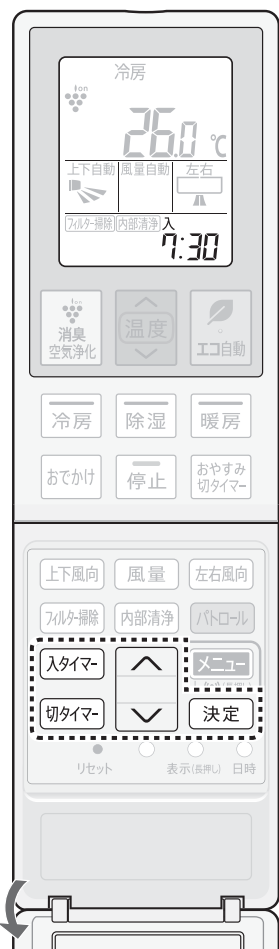 冷房
Ion
26.0 ℃
上下自動 風量自動 左右
フィルター掃除 内部清浄 入
7:30
Ion
消臭
空気浄化
温度
エコ自動
冷房 除湿 暖房
おでかけ 停止 おやすみ
切タイマー
上下風向 風量 左右風向
フィルター掃除 内部清浄 パトロール
入タイマー メニュー
切タイマー 決定
リセット 表示(長押し) 日時